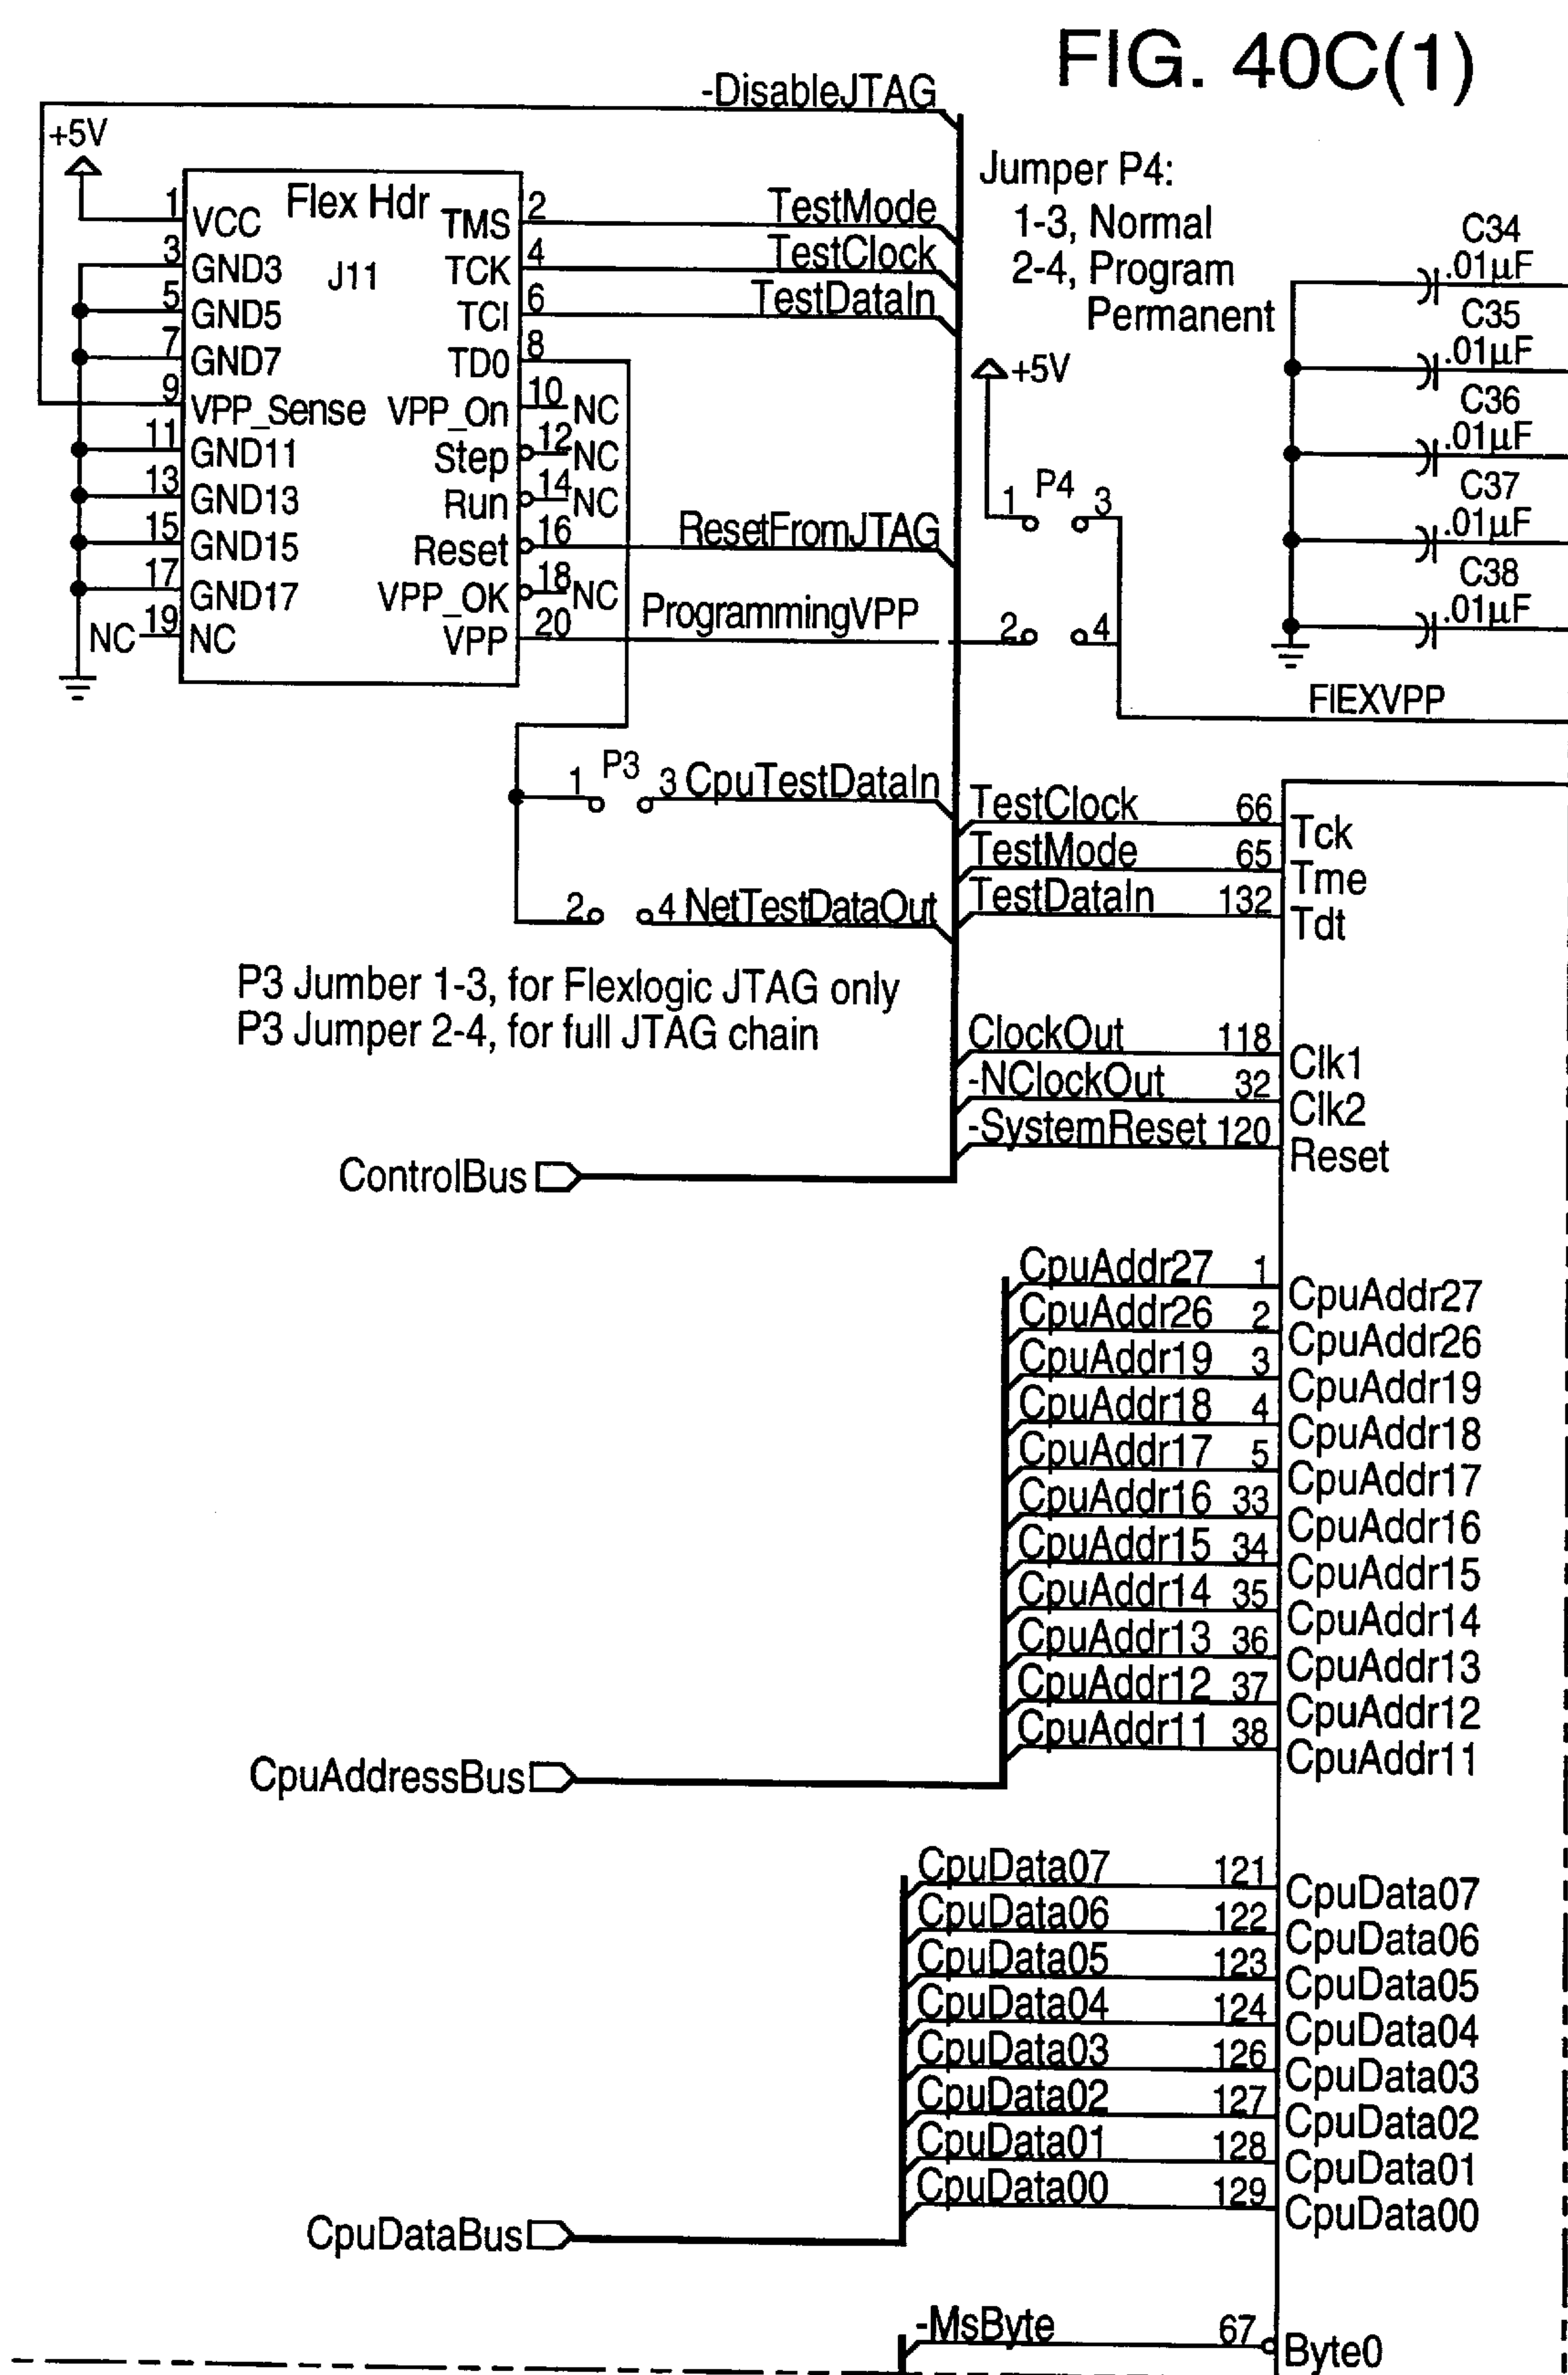 FIG. 40C(1)
-DisableJTAG
+5V
Flex Hdr
J11
1 VCC
3 GND3
5 GND5
7 GND7
9 VPP_Sense
11 GND11
13 GND13
15 GND15
17 GND17
NC 19 NC
TMS 2 TestMode
TCK 4 TestClock
TCI 6 TestDataIn
TD0 8
VPP_On 10 NC
Step 12 NC
Run 14 NC
Reset 16 ResetFromJTAG
VPP_OK 18 NC
VPP 20 ProgrammingVPP
Jumper P4:
1-3, Normal
2-4, Program
Permanent
+5V
1 P4 3
2 4
C34
.01µF
C35
.01µF
C36
.01µF
C37
.01µF
C38
.01µF
FIEXVPP
1 P3 3 CpuTestDataIn
2 4 NetTestDataOut
P3 Jumber 1-3, for Flexlogic JTAG only
P3 Jumper 2-4, for full JTAG chain
TestClock 66 Tck
TestMode 65 Tme
TestDataIn 132 Tdt
ClockOut 118 Clk1
-NClockOut 32 Clk2
-SystemReset 120 Reset
ControlBus
CpuAddr27 1 CpuAddr27
CpuAddr26 2 CpuAddr26
CpuAddr19 3 CpuAddr19
CpuAddr18 4 CpuAddr18
CpuAddr17 5 CpuAddr17
CpuAddr16 33 CpuAddr16
CpuAddr15 34 CpuAddr15
CpuAddr14 35 CpuAddr14
CpuAddr13 36 CpuAddr13
CpuAddr12 37 CpuAddr12
CpuAddr11 38 CpuAddr11
CpuAddressBus
CpuData07 121 CpuData07
CpuData06 122 CpuData06
CpuData05 123 CpuData05
CpuData04 124 CpuData04
CpuData03 126 CpuData03
CpuData02 127 CpuData02
CpuData01 128 CpuData01
CpuData00 129 CpuData00
CpuDataBus
-MsByte 67 Byte0